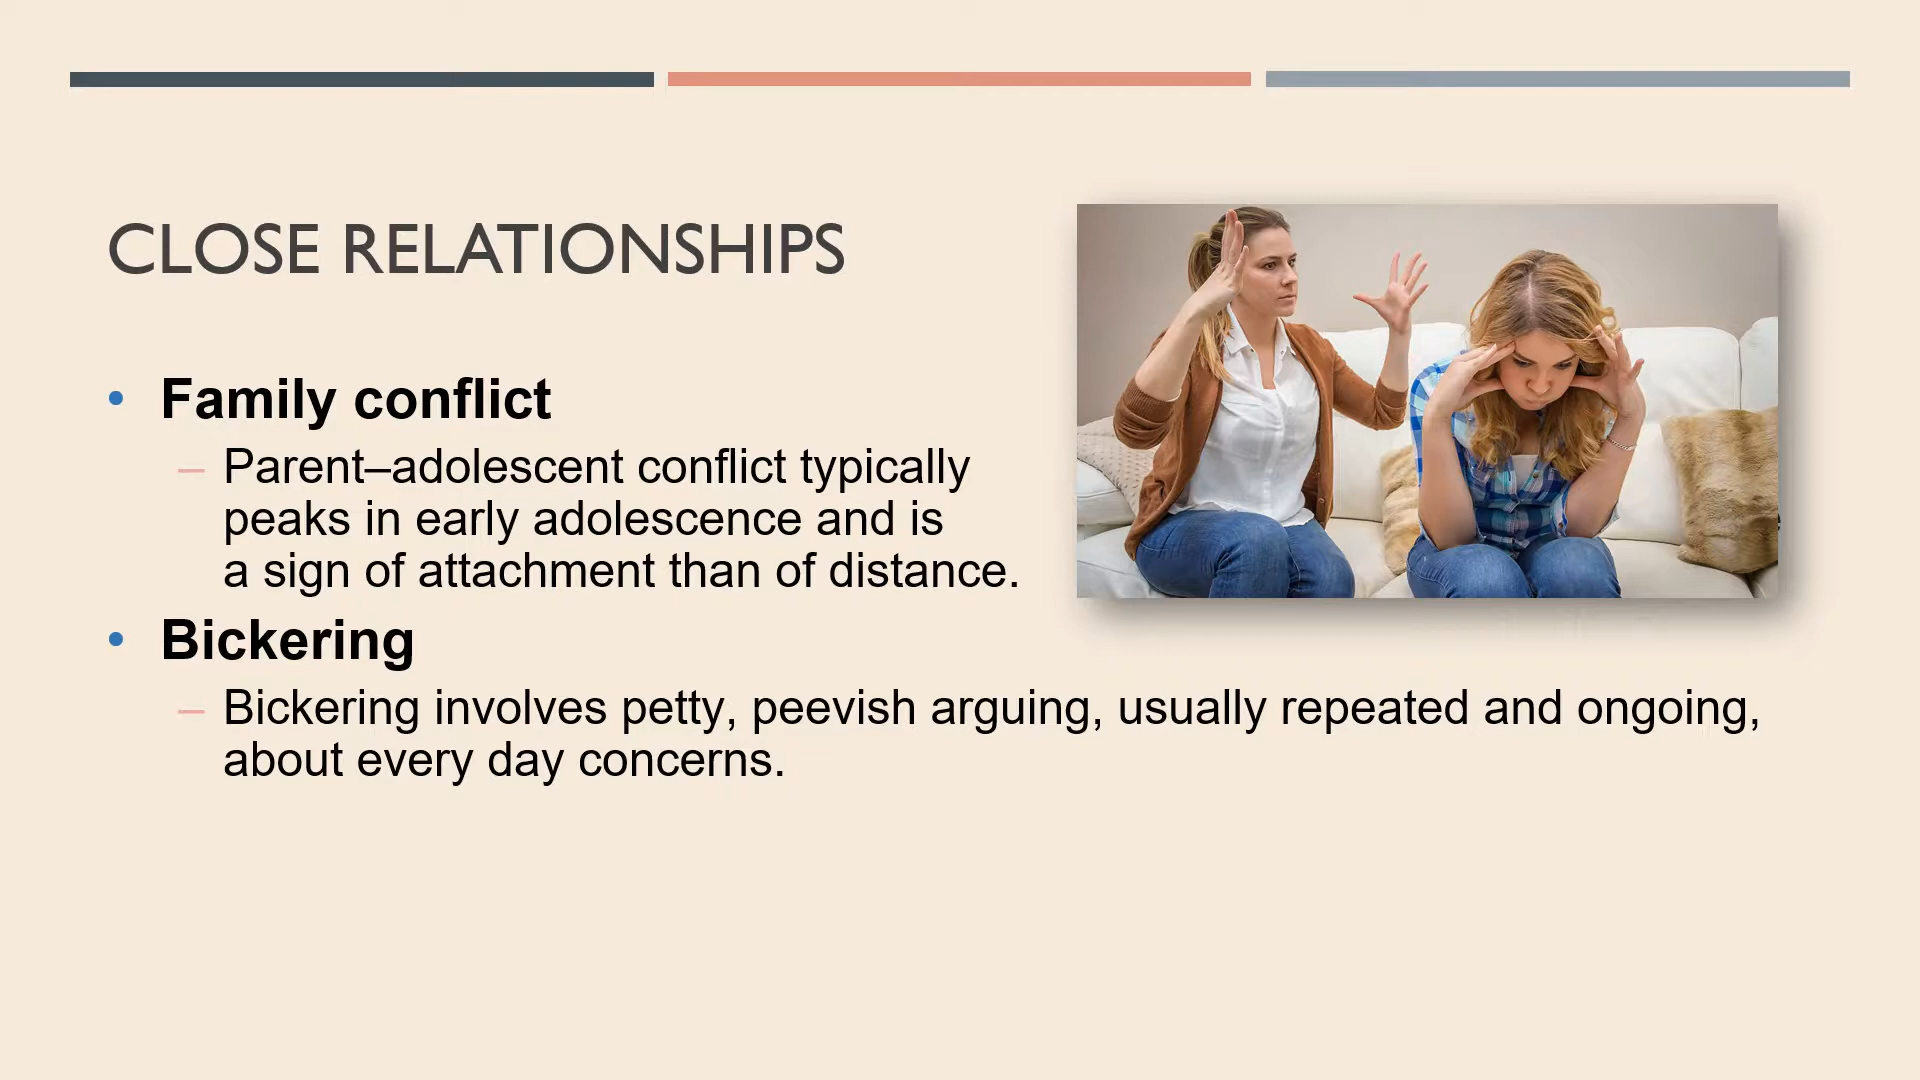 CLOSE RELATIONSHIPS
• Family conflict
– Parent–adolescent conflict typically
peaks in early adolescence and is
a sign of attachment than of distance.
• Bickering
– Bickering involves petty, peevish arguing, usually repeated and ongoing,
about every day concerns.